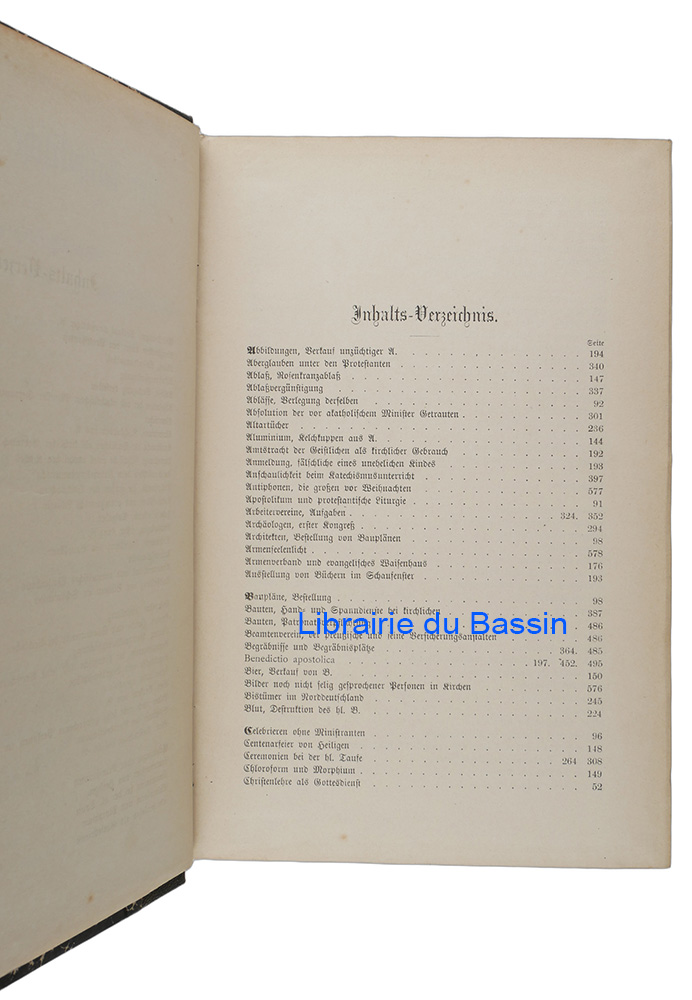 Inhalts-Verzeichnis.
Seite
Abbildungen, Verkauf unzüchtiger A. 194
Aberglauben unter den Protestanten 340
Ablaß, Rosenkranzablaß 147
Ablaßvergünstigung 337
Ablässe, Verlegung derselben 92
Absolution der vor akatholischem Minister Getrauten 301
Altartücher 236
Aluminium, Kelchkuppen aus A. 144
Amtstracht der Geistlichen als kirchlicher Gebrauch 192
Anmeldung, fälschliche eines unehelichen Kindes 193
Anschaulichkeit beim Katechismusunterricht 397
Antiphonen, die großen vor Weihnachten 577
Apostolikum und protestantische Liturgie 91
Arbeitervereine, Aufgaben 324. 352
Archäologen, erster Kongreß 294
Architekten, Bestellung von Bauplänen 98
Armenseelenlicht 578
Armenverband und evangelisches Waisenhaus 176
Ausstellung von Büchern im Schaufenster 193
Baupläne, Bestellung 98
Bauten, Hand- und Spanndienste bei kirchlichen 387
Bauten, 486
Librairie du Bassin
Beamtenverein, der preußische und seine Versicherungsanstalten 486
Begräbnisse und Begräbnisplätze 364. 485
Benedictio apostolica 197. 452. 495
Bier, Verkauf von B. 150
Bilder noch nicht selig gesprochener Personen in Kirchen 576
Bistümer im Norddeutschland 245
Blut, Destruktion des hl. B. 224
Celebrieren ohne Ministranten 96
Centenarfeier von Heiligen 148
Ceremonien bei der hl. Taufe 264 308
Chloroform und Morphium 149
Christenlehre als Gottesdienst 52